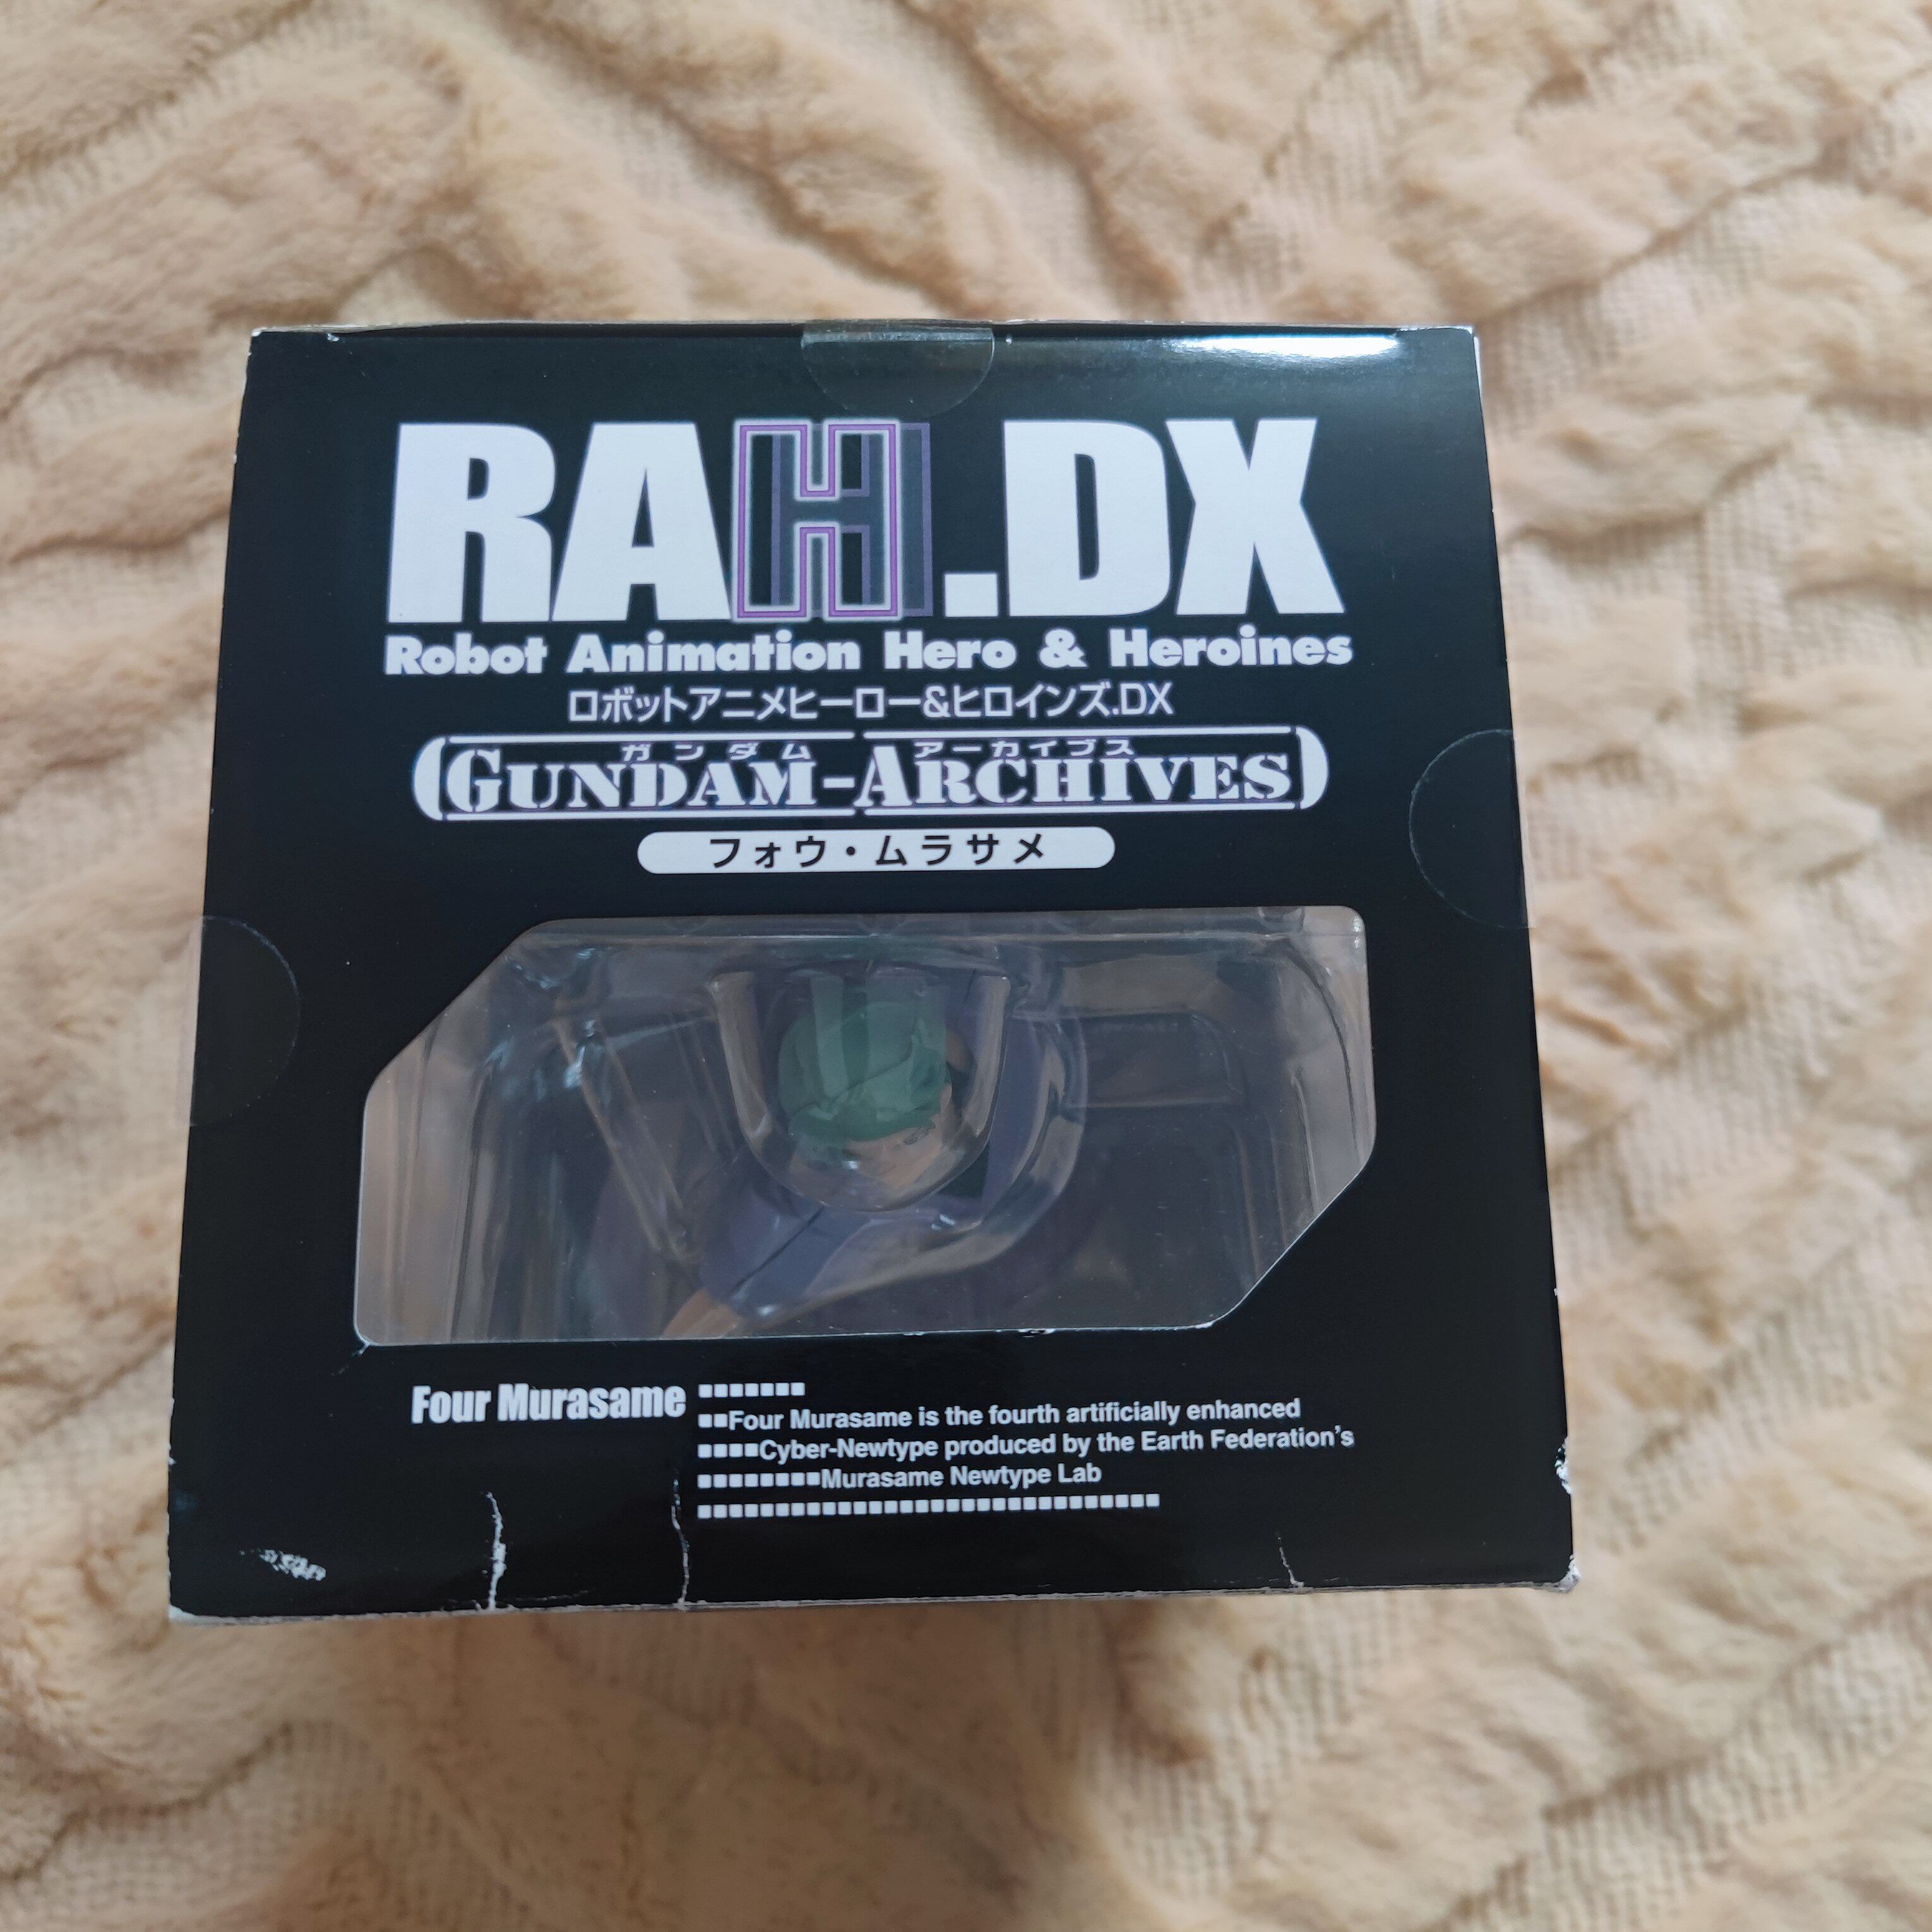 RAH.DX
Robot Animation Hero & Heroines
ロボットアニメヒーロー&ヒロインズ.DX
ガンダム アーカイブス
GUNDAM-ARCHIVES
フォウ・ムラサメ
Four Murasame
Four Murasame is the fourth artificially enhanced
Cyber-Newtype produced by the Earth Federation's
Murasame Newtype Lab